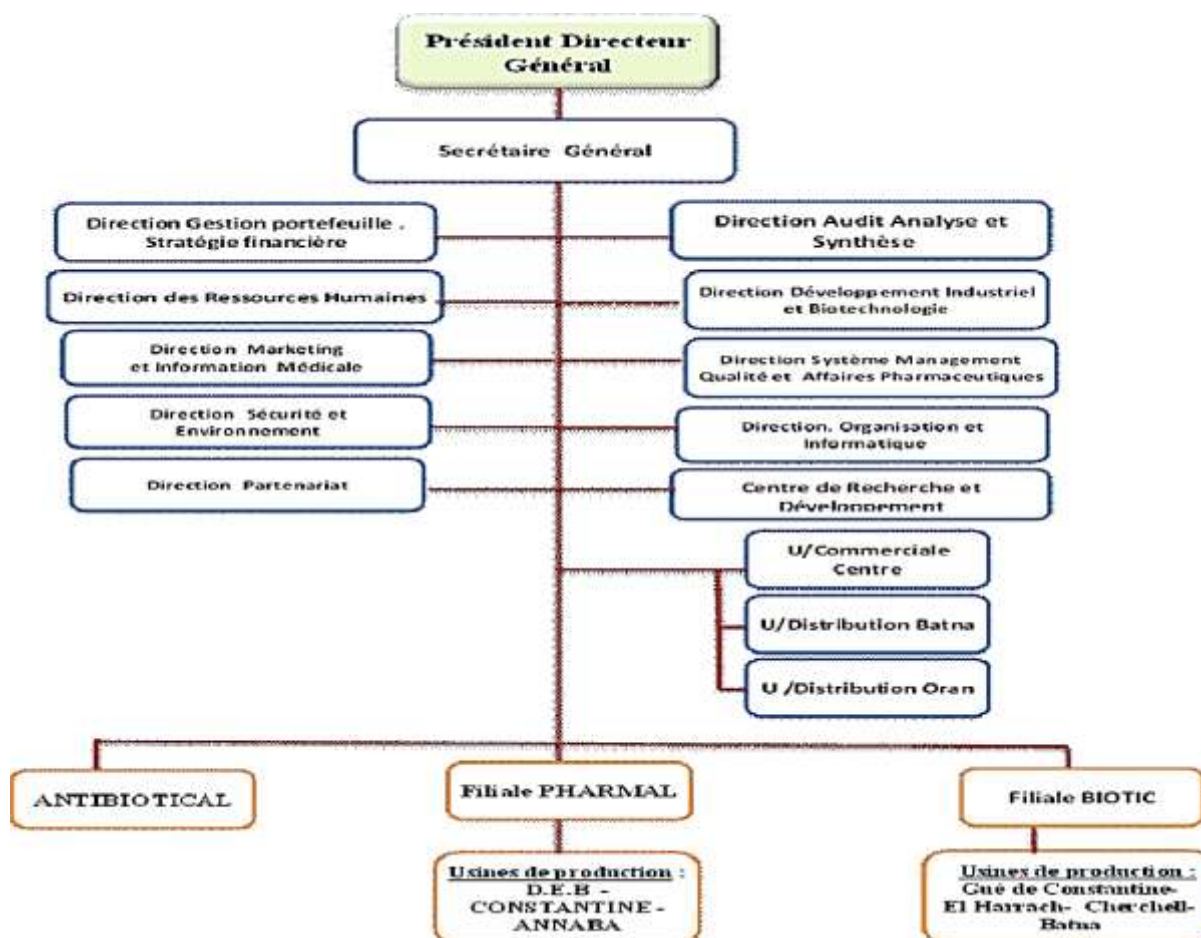 Président Directeur
Général
Secrétaire Général
Direction Gestion portefeuille .
Stratégie financière
Direction Audit Analyse et
Synthèse
Direction des Ressources Humaines
Direction Développement Industriel
et Biotechnologie
Direction Marketing
et Information Médicale
Direction Système Management
Qualité et Affaires Pharmaceutiques
Direction Sécurité et
Environnement
Direction. Organisation et
Informatique
Direction Partenariat
Centre de Recherche et
Développement
U/Commerciale
Centre
U/Distribution Batna
U /Distribution Oran
ANTIBIOTICAL
Filiale PHARMAL
Filiale BIOTIC
Usines de production :
D.E.B -
CONSTANTINE -
ANNABA
Usines de production :
Gué de Constantine-
El Harrach- Cherchell-
Batna